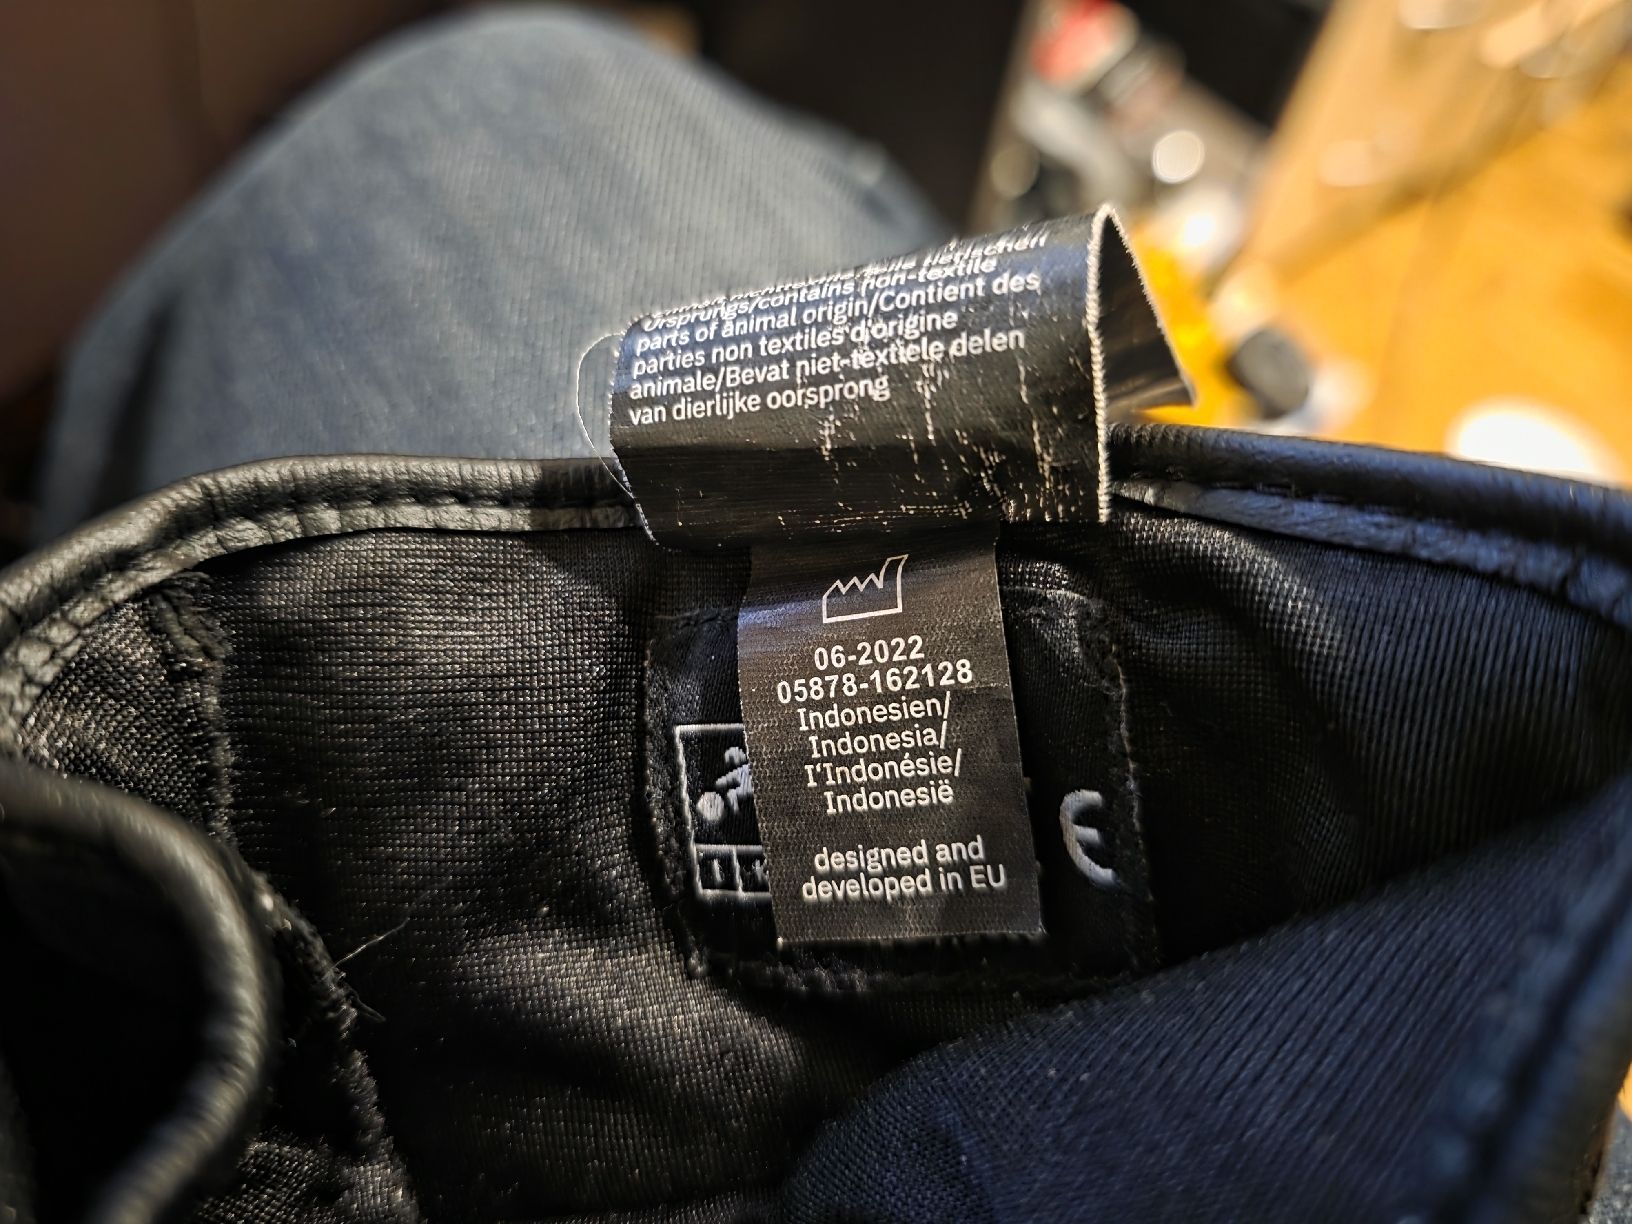 Ursprungs/contains non-textile
parts of animal origin/Contient des
parties non textiles d'origine
animale/Bevat niet-textiele delen
van dierlijke oorsprong
06-2022
05878-162128
Indonesien/
Indonesia/
l'Indonésie/
Indonesië
designed and
developed in EU
CE